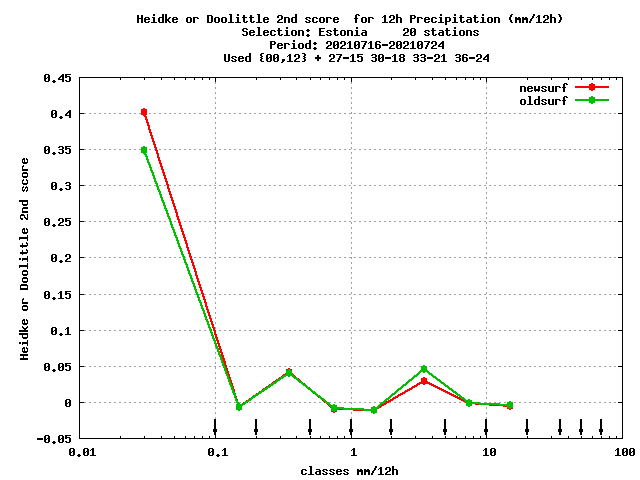 Heidke or Doolittle 2nd score  for 12h Precipitation (mm/12h)
Selection: Estonia     20 stations
Period: 20210716-20210724
Used {00,12} + 27-15 30-18 33-21 36-24
newsurf
oldsurf
0.45
0.4
0.35
0.3
0.25
0.2
0.15
0.1
0.05
0
-0.05
Heidke or Doolittle 2nd score
0.01 0.1 1 10 100
classes mm/12h